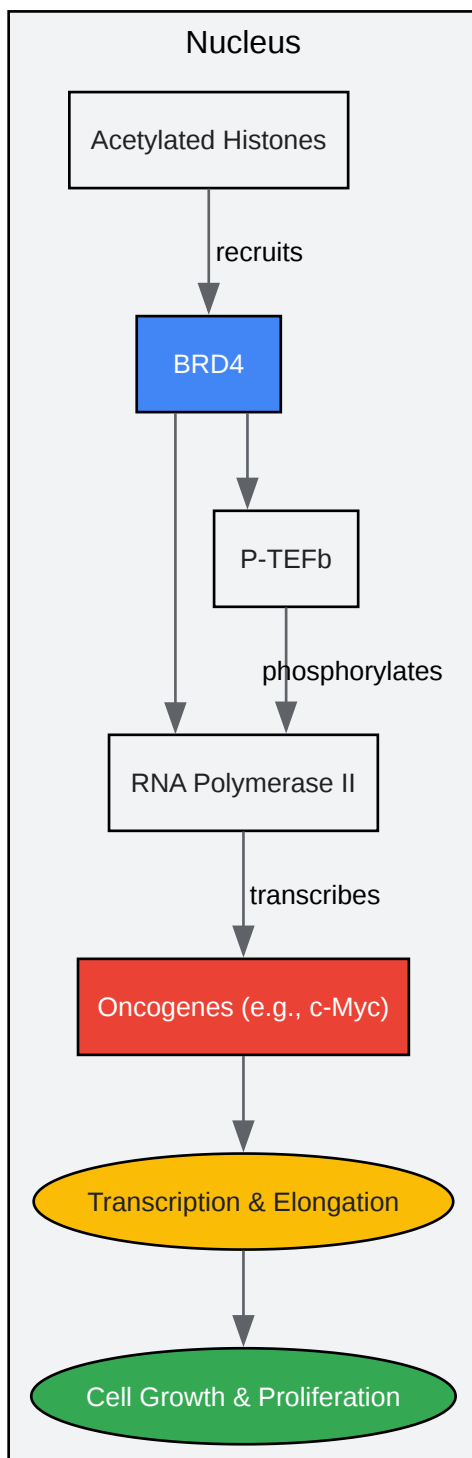 Nucleus
Acetylated Histones
recruits
BRD4
P-TEFb
phosphorylates
RNA Polymerase II
transcribes
Oncogenes (e.g., c-Myc)
Transcription & Elongation
Cell Growth & Proliferation